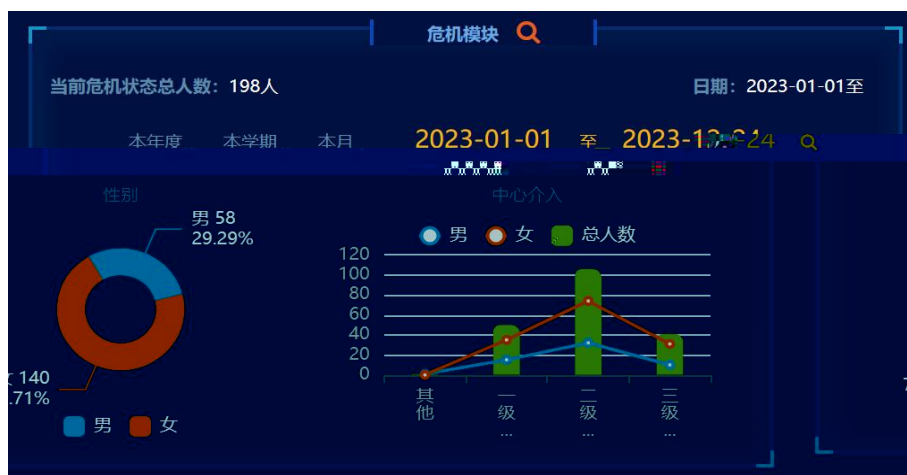 危机模块
当前危机状态总人数：198人
日期：2023-01-01至
本年度 本学期 本月 2023-01-01 至
性别
中心介入
男 58
29.29%
男 女 总人数
120
100
80
60
40
20
0
140
.71%
其他 一级... 二级... 三级...
男 女